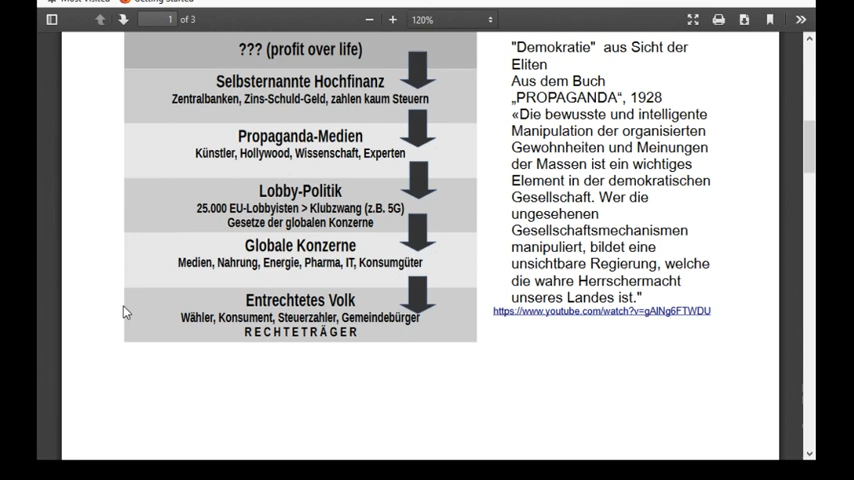 1 of 3
120%
??? (profit over life)
Selbsternannte Hochfinanz
Zentralbanken, Zins-Schuld-Geld, zahlen kaum Steuern
Propaganda-Medien
Künstler, Hollywood, Wissenschaft, Experten
Lobby-Politik
25.000 EU-Lobbyisten > Klubzwang (z.B. 5G)
Gesetze der globalen Konzerne
Globale Konzerne
Medien, Nahrung, Energie, Pharma, IT, Konsumgüter
Entrechtetes Volk
Wähler, Konsument, Steuerzahler, Gemeindebürger
RECHTETRÄGER
"Demokratie" aus Sicht der
Eliten
Aus dem Buch
„PROPAGANDA“, 1928
«Die bewusste und intelligente
Manipulation der organisierten
Gewohnheiten und Meinungen
der Massen ist ein wichtiges
Element in der demokratischen
Gesellschaft. Wer die
ungesehenen
Gesellschaftsmechanismen
manipuliert, bildet eine
unsichtbare Regierung, welche
die wahre Herrschermacht
unseres Landes ist."
https://www.youtube.com/watch?v=gAlNg6FTWDU